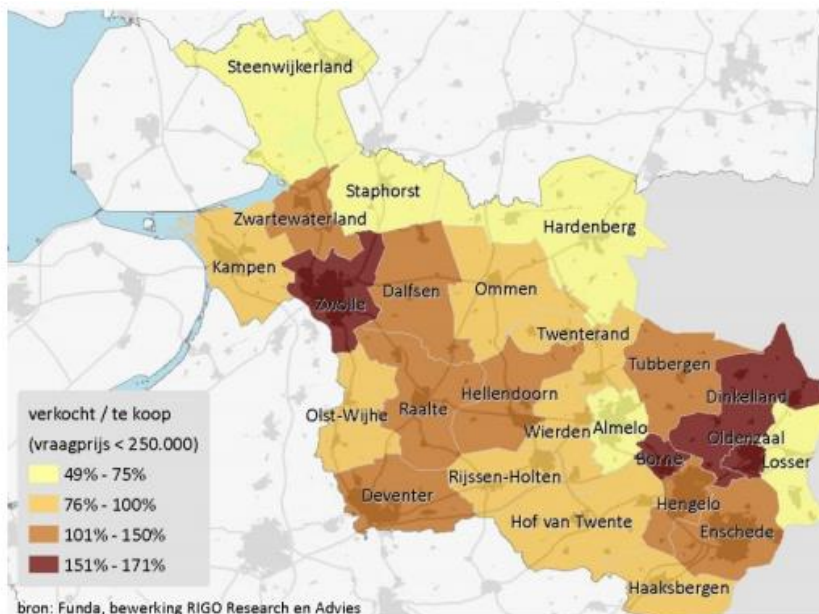 Steenwijkerland
Staphorst
Zwartewaterland
Hardenberg
Kampen
Zwolle
Dalfsen
Ommen
Twenterand
Tubbergen
Dinkelland
Hellendoorn
Olst-Wijhe
Raalte
Wierden
Almelo
Oldenzaal
Borne
Losser
Rijssen-Holten
Deventer
Hengelo
Hof van Twente
Enschede
Haaksbergen
verkocht / te koop
(vraagprijs < 250.000)
49% - 75%
76% - 100%
101% - 150%
151% - 171%
bron: Funda, bewerking RIGO Research en Advies